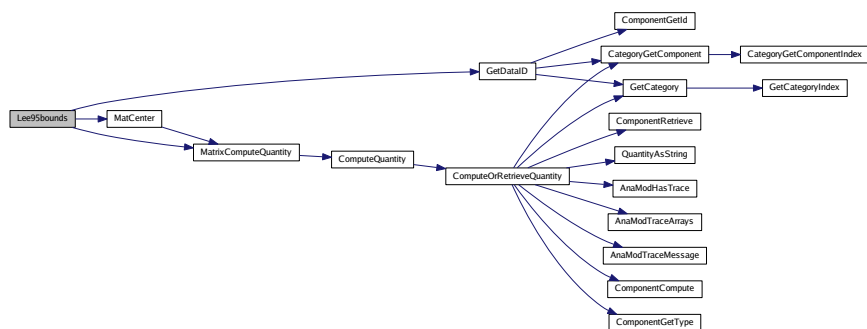 ComponentGetId
CategoryGetComponent
CategoryGetComponentIndex
GetDataID
GetCategory
GetCategoryIndex
Lee95bounds
MatCenter
ComponentRetrieve
MatrixComputeQuantity
ComputeQuantity
QuantityAsString
ComputeOrRetrieveQuantity
AnaModHasTrace
AnaModTraceArrays
AnaModTraceMessage
ComponentCompute
ComponentGetType